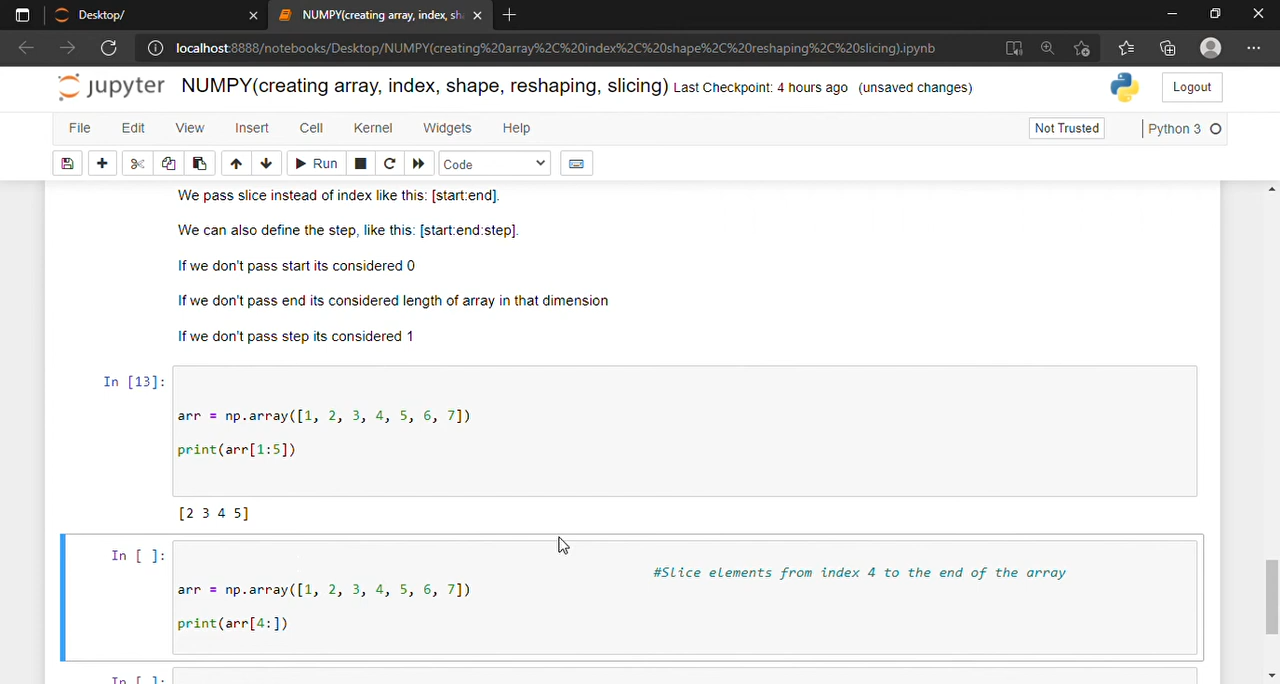 Desktop/
NUMPY(creating array, index, sh
localhost:8888/notebooks/Desktop/NUMPY(creating%20array%2C%20index%2C%20shape%2C%20reshaping%2C%20slicing).ipynb
jupyter NUMPY(creating array, index, shape, reshaping, slicing) Last Checkpoint: 4 hours ago (unsaved changes)
Logout
File Edit View Insert Cell Kernel Widgets Help
Not Trusted
Python 3
Run
Code
We pass slice instead of index like this: [start:end].
We can also define the step, like this: [start:end:step].
If we don't pass start its considered 0
If we don't pass end its considered length of array in that dimension
If we don't pass step its considered 1
In [13]:
arr = np.array([1, 2, 3, 4, 5, 6, 7])
print(arr[1:5])
[2 3 4 5]
In [ ]:
#Slice elements from index 4 to the end of the array
arr = np.array([1, 2, 3, 4, 5, 6, 7])
print(arr[4:])
In [ ]: